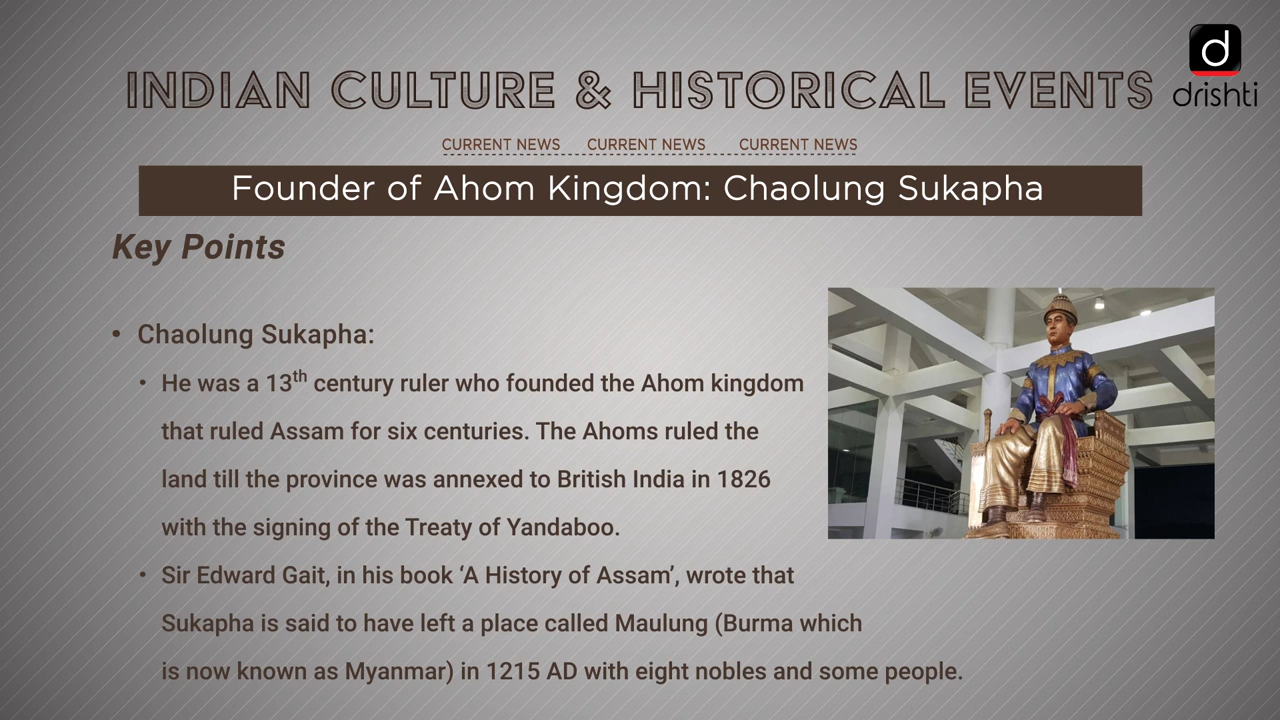 d
drishti
INDIAN CULTURE & HISTORICAL EVENTS
CURRENT NEWS CURRENT NEWS CURRENT NEWS
Founder of Ahom Kingdom: Chaolung Sukapha
Key Points
• Chaolung Sukapha:
• He was a 13th century ruler who founded the Ahom kingdom
that ruled Assam for six centuries. The Ahoms ruled the
land till the province was annexed to British India in 1826
with the signing of the Treaty of Yandaboo.
• Sir Edward Gait, in his book ‘A History of Assam’, wrote that
Sukapha is said to have left a place called Maulung (Burma which
is now known as Myanmar) in 1215 AD with eight nobles and some people.